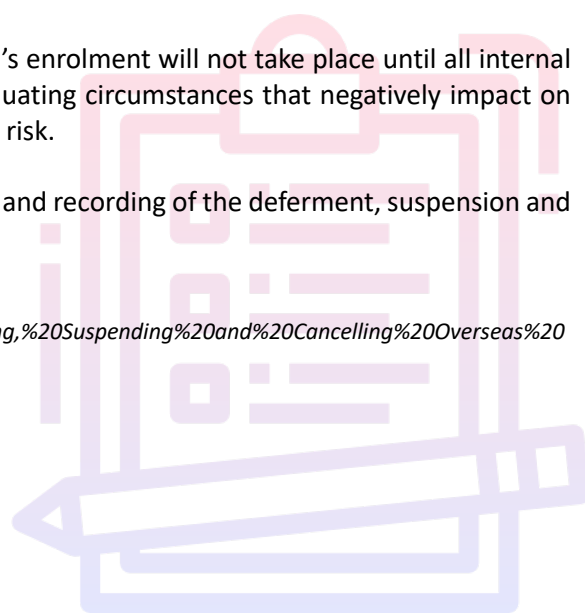 's enrolment will not take place until all internal
uating circumstances that negatively impact on
risk.
and recording of the deferment, suspension and
ng,%20Suspending%20and%20Cancelling%20Overseas%20